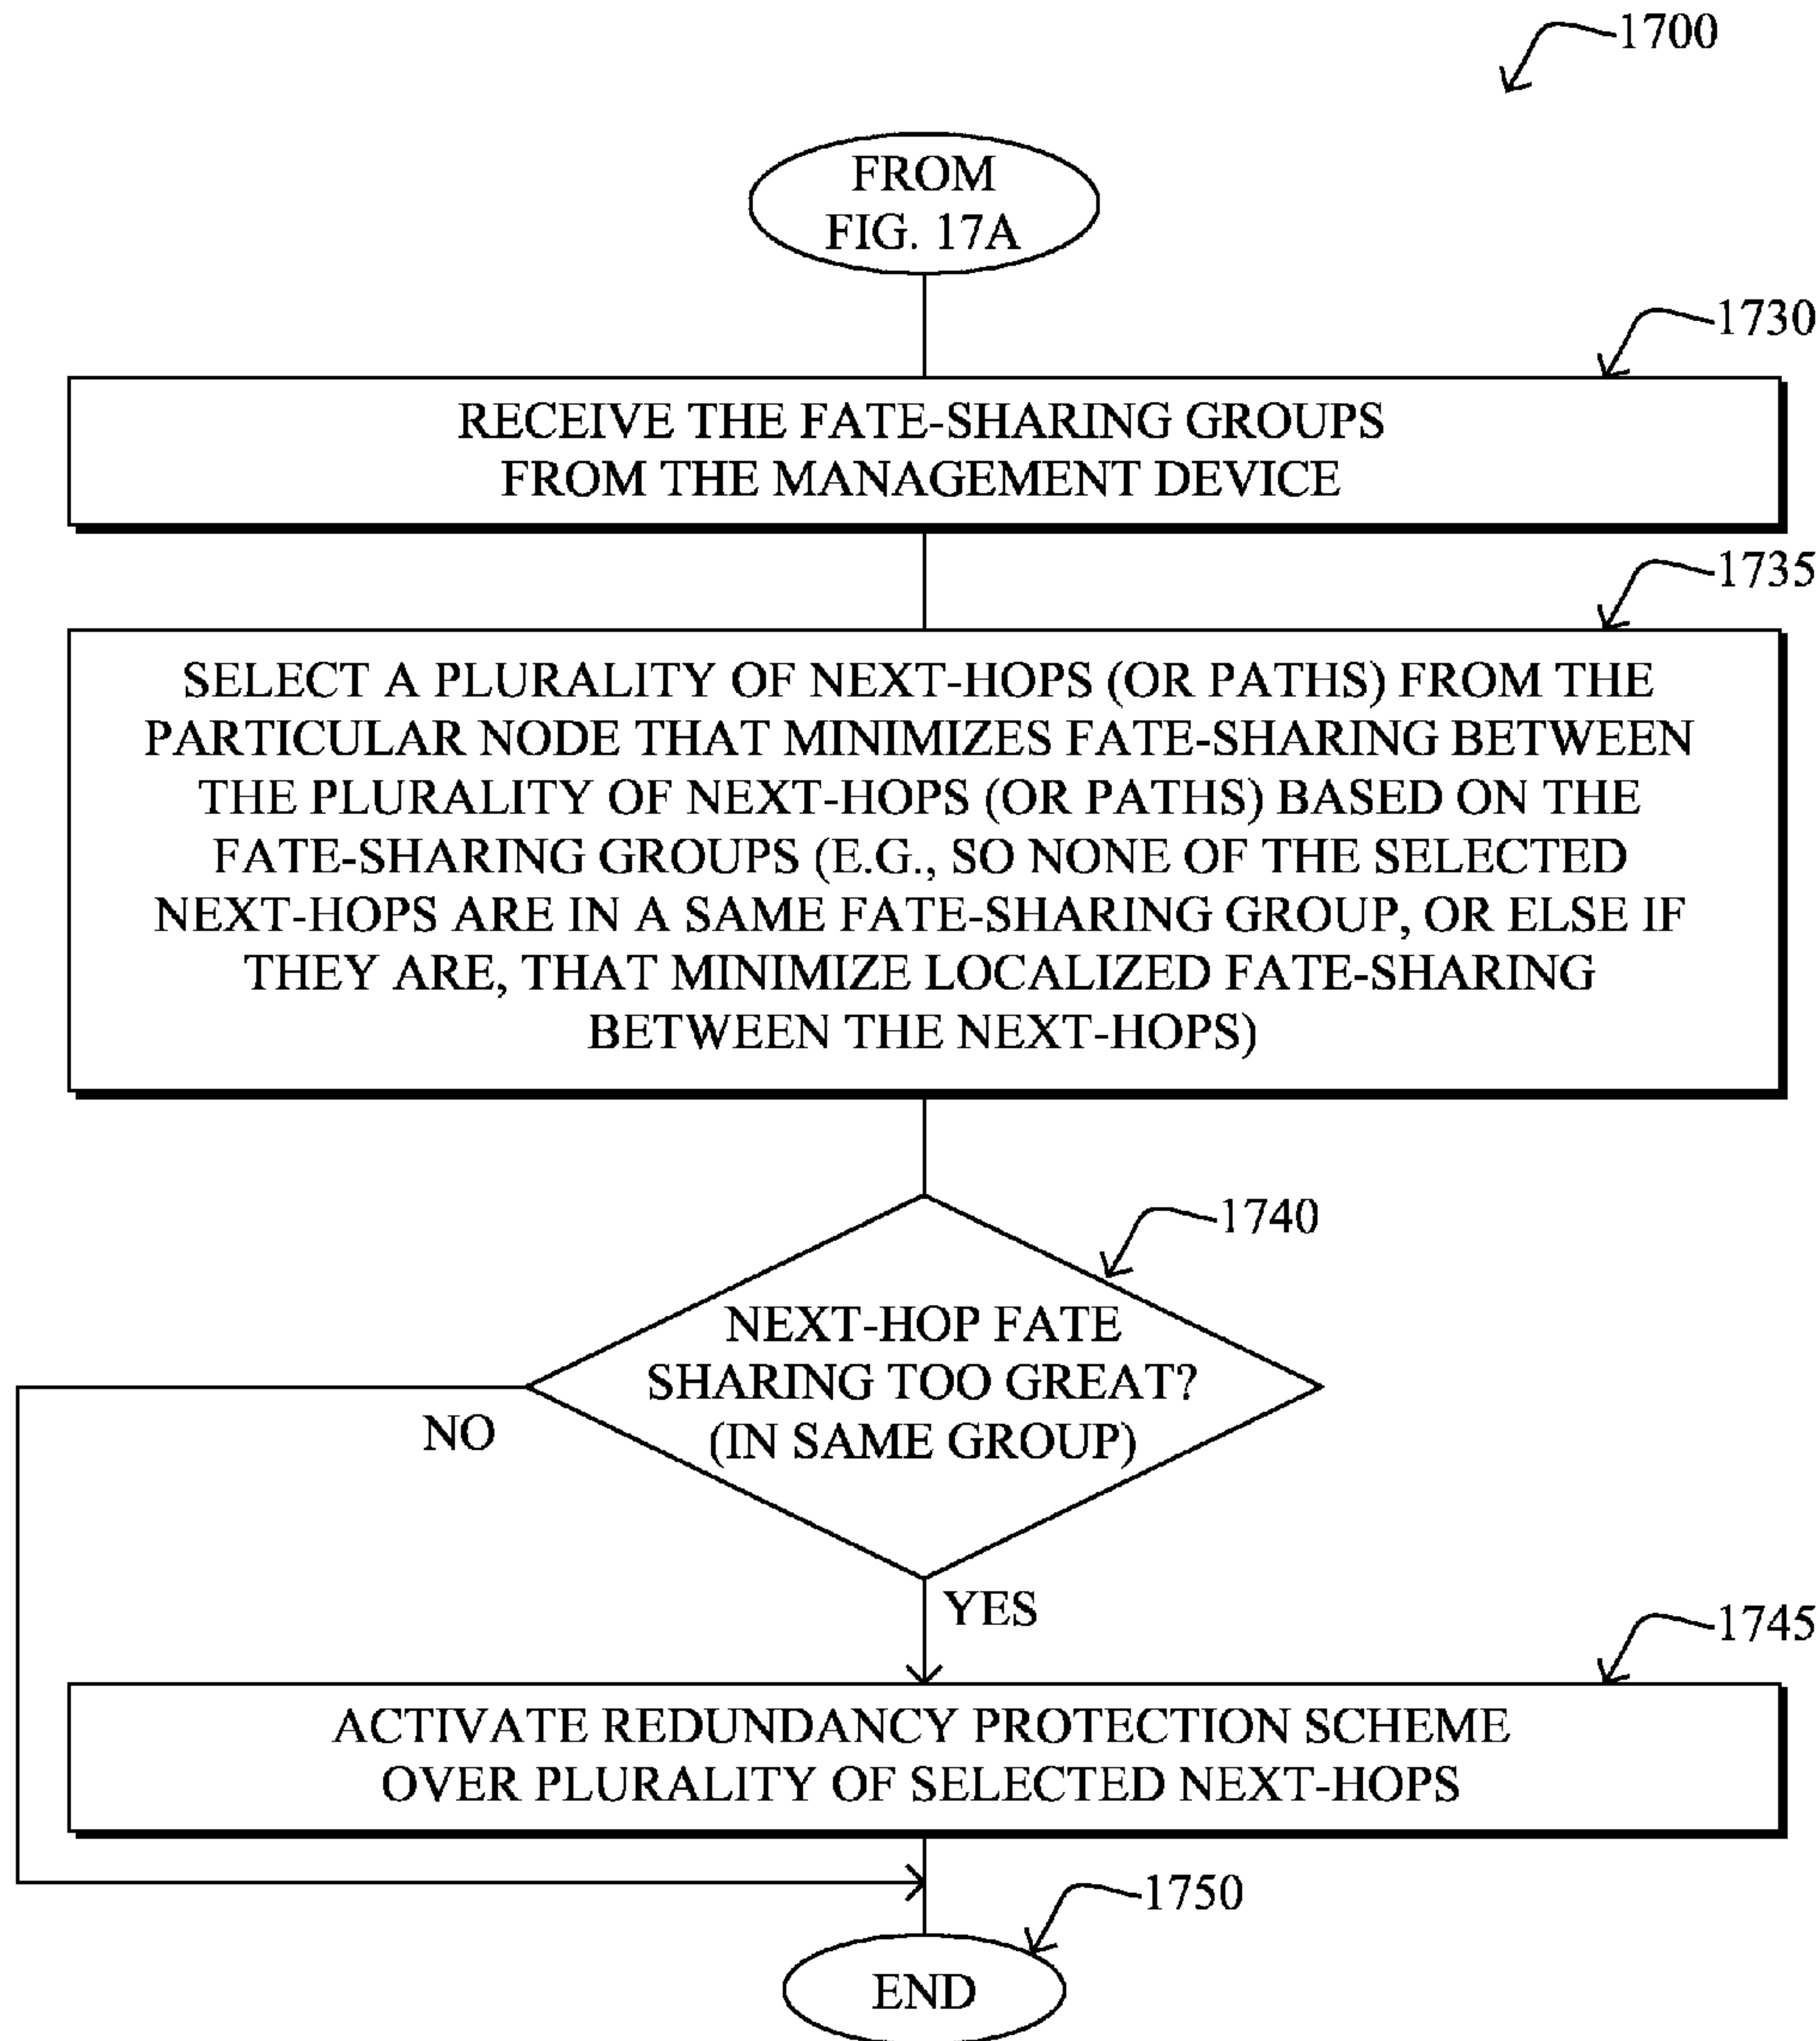 1700
FROM
FIG. 17A
1730
RECEIVE THE FATE-SHARING GROUPS
FROM THE MANAGEMENT DEVICE
1735
SELECT A PLURALITY OF NEXT-HOPS (OR PATHS) FROM THE
PARTICULAR NODE THAT MINIMIZES FATE-SHARING BETWEEN
THE PLURALITY OF NEXT-HOPS (OR PATHS) BASED ON THE
FATE-SHARING GROUPS (E.G., SO NONE OF THE SELECTED
NEXT-HOPS ARE IN A SAME FATE-SHARING GROUP, OR ELSE IF
THEY ARE, THAT MINIMIZE LOCALIZED FATE-SHARING
BETWEEN THE NEXT-HOPS)
1740
NEXT-HOP FATE
SHARING TOO GREAT?
(IN SAME GROUP)
NO
YES
1745
ACTIVATE REDUNDANCY PROTECTION SCHEME
OVER PLURALITY OF SELECTED NEXT-HOPS
1750
END